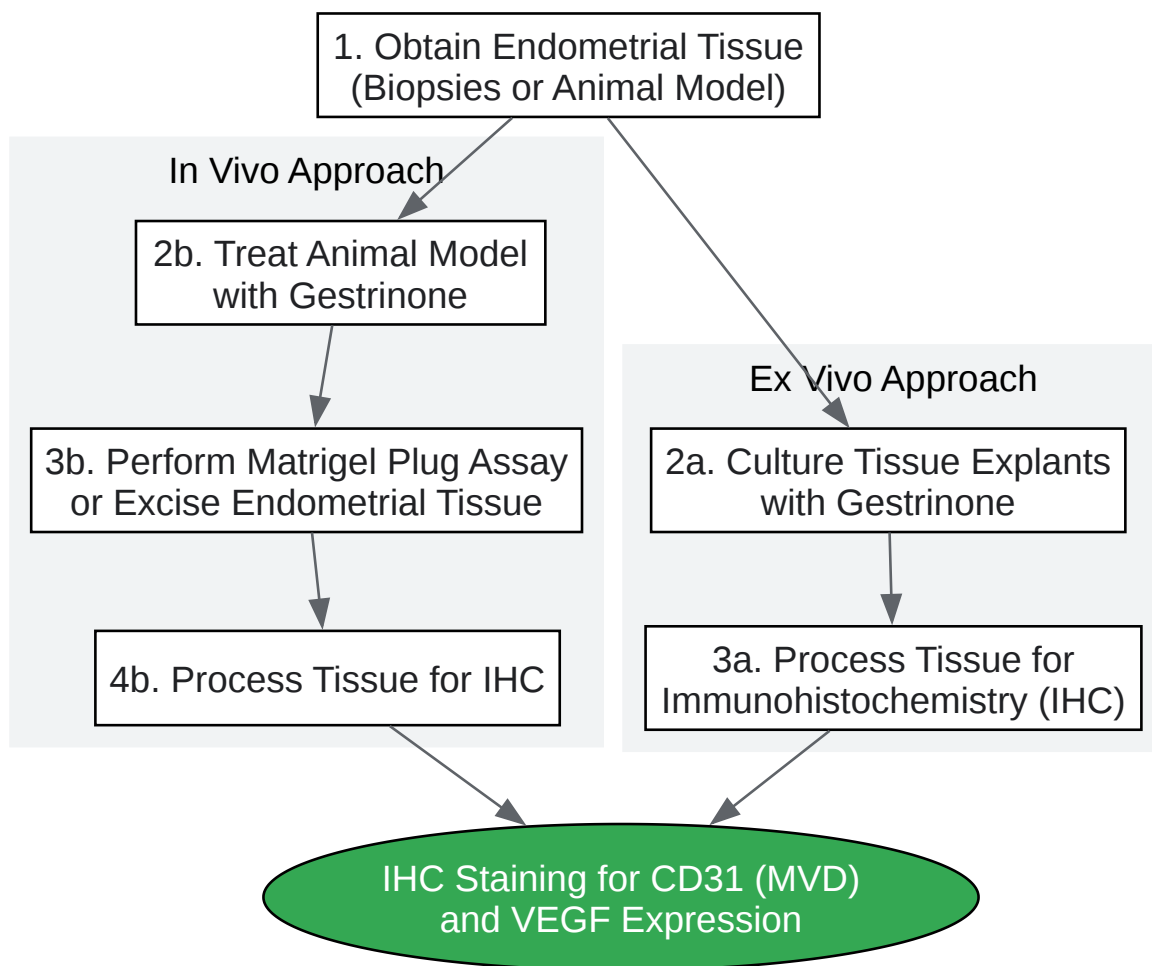 1. Obtain Endometrial Tissue
(Biopsies or Animal Model)
In Vivo Approach
2b. Treat Animal Model
with Gestrinone
3b. Perform Matrigel Plug Assay
or Excise Endometrial Tissue
4b. Process Tissue for IHC
Ex Vivo Approach
2a. Culture Tissue Explants
with Gestrinone
3a. Process Tissue for
Immunohistochemistry (IHC)
IHC Staining for CD31 (MVD)
and VEGF Expression